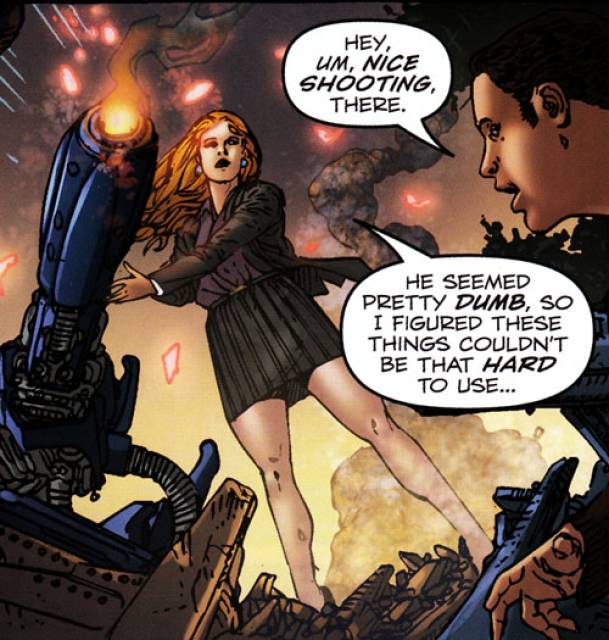 HEY,
UM, NICE
SHOOTING,
THERE.
HE SEEMED
PRETTY DUMB, SO
I FIGURED THESE
THINGS COULDN'T
BE THAT HARD
TO USE...